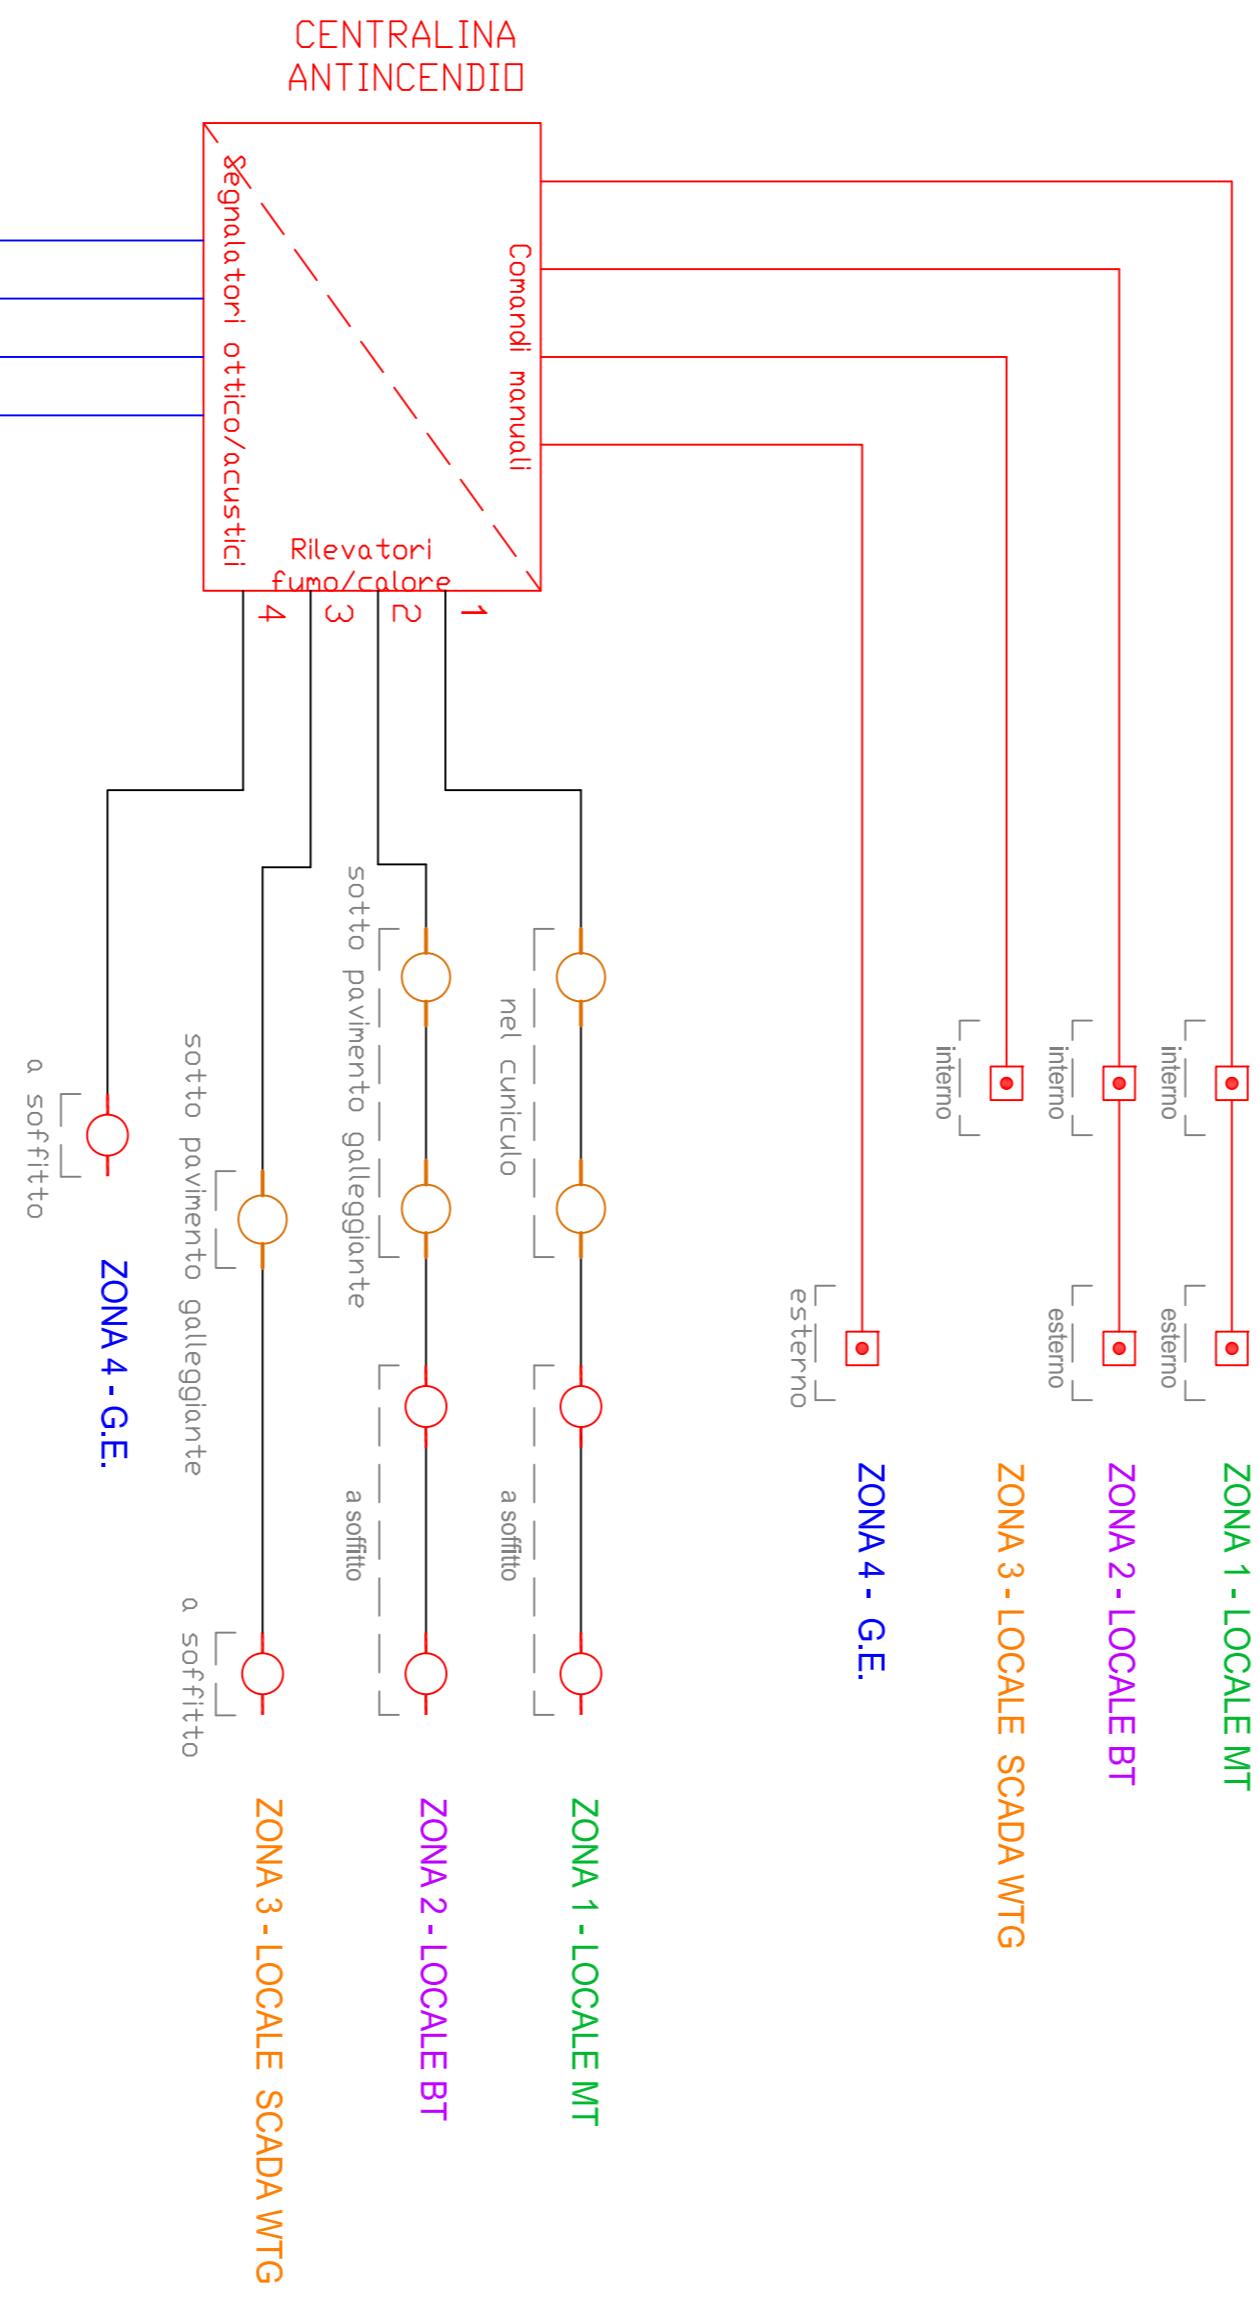 CENTRALINA
ANTINCENDIO
Segnalatori ottico/acustici
Comandi manuali
Rilevatori
fumo/calore
4
3
2
1
interno
interno
interno
esterno
esterno
esterno
ZONA 4 - G.E.
ZONA 3 - LOCALE SCADA WTG
ZONA 2 - LOCALE BT
ZONA 1 - LOCALE MT
sotto pavimento galleggiante
nel cuniculo
a soffitto
sotto pavimento galleggiante
a soffitto
a soffitto
a soffitto
ZONA 4 - G.E.
ZONA 3 - LOCALE SCADA WTG
ZONA 2 - LOCALE BT
ZONA 1 - LOCALE MT